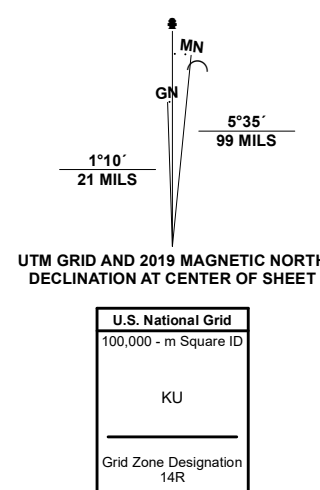 MN
GN
5°35´
99 MILS
1°10´
21 MILS
UTM GRID AND 2019 MAGNETIC NORTH
DECLINATION AT CENTER OF SHEET
U.S. National Grid
100,000 - m Square ID
KU
Grid Zone Designation
14R